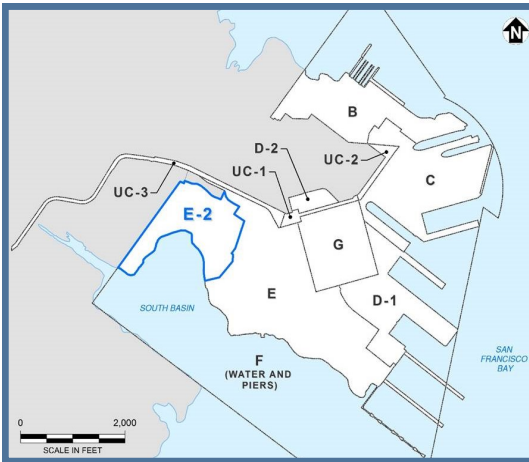 N
B
D-2
UC-2
UC-1
C
UC-3
E-2
G
E
D-1
SOUTH BASIN
F
(WATER AND
PIERS)
SAN
FRANCISCO
BAY
0
2,000
SCALE IN FEET